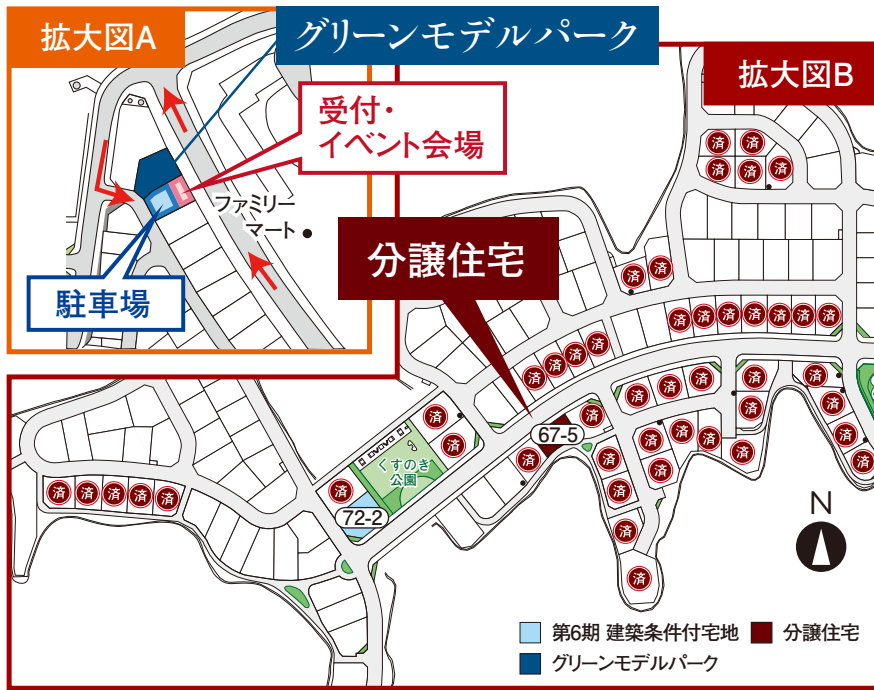 拡大図A
グリーンモデルパーク
拡大図B
受付・
イベント会場
ファミリー
マート
駐車場
分譲住宅
済 済
済 済 済
済 済
済 済 済 済 済 済 済
済 済 済 済
済 済 済 済 済
済 済 済
済 済
67-5
済 済 済 済
済 済
済 済 済
済
くすのき
公園
済
72-2
済 済 済 済 済
済
済
N
第6期 建築条件付宅地
分譲住宅
グリーンモデルパーク